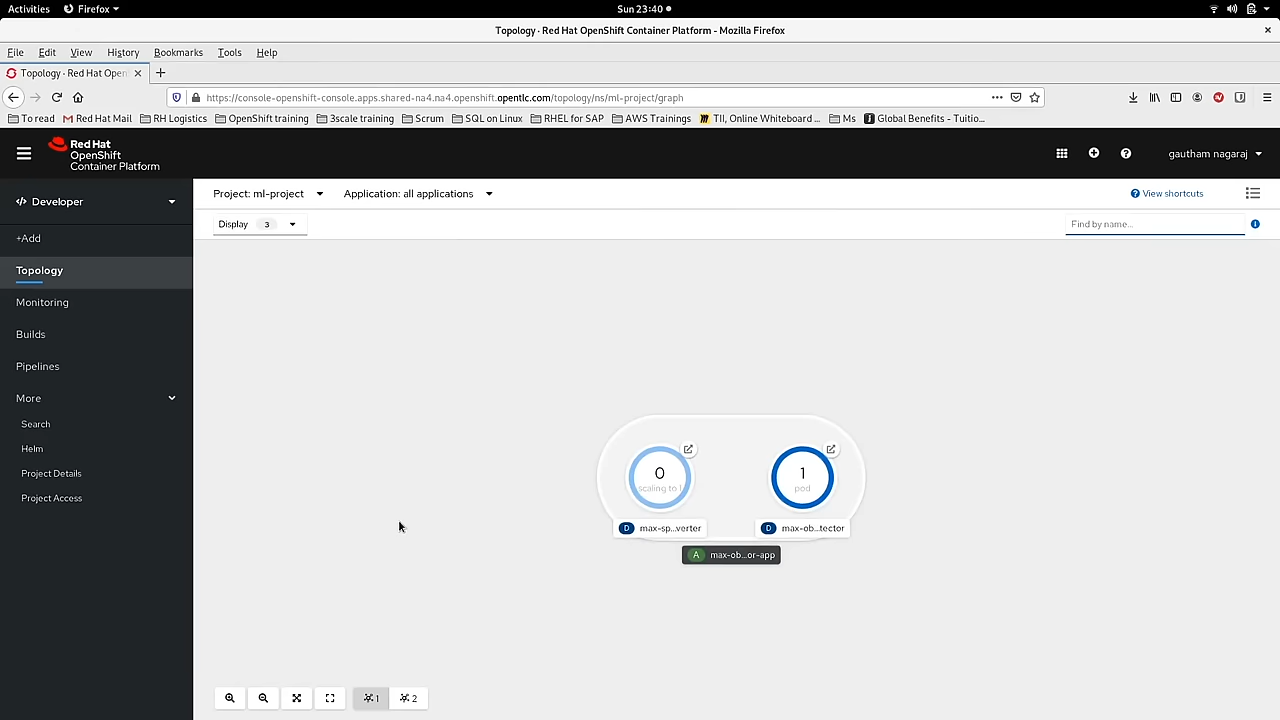 Activities Firefox Sun 23:40
Topology · Red Hat OpenShift Container Platform - Mozilla Firefox
File Edit View History Bookmarks Tools Help
Topology · Red Hat Open
https://console-openshift-console.apps.shared-na4.na4.openshift.opentlc.com/topology/ns/ml-project/graph
To read Red Hat Mail RH Logistics OpenShift training 3scale training Scrum SQL on Linux RHEL for SAP AWS Trainings TII, Online Whiteboard ... Ms Global Benefits - Tuitio...
Red Hat
OpenShift
Container Platform
gautham nagaraj
Developer
Project: ml-project Application: all applications View shortcuts
Display 3 Find by name...
+Add
Topology
Monitoring
Builds
Pipelines
More
Search
Helm
Project Details
Project Access
0 1
scaling to 1 pod
D max-sp...verter D max-ob...tector
A max-ob...or-app
1 2